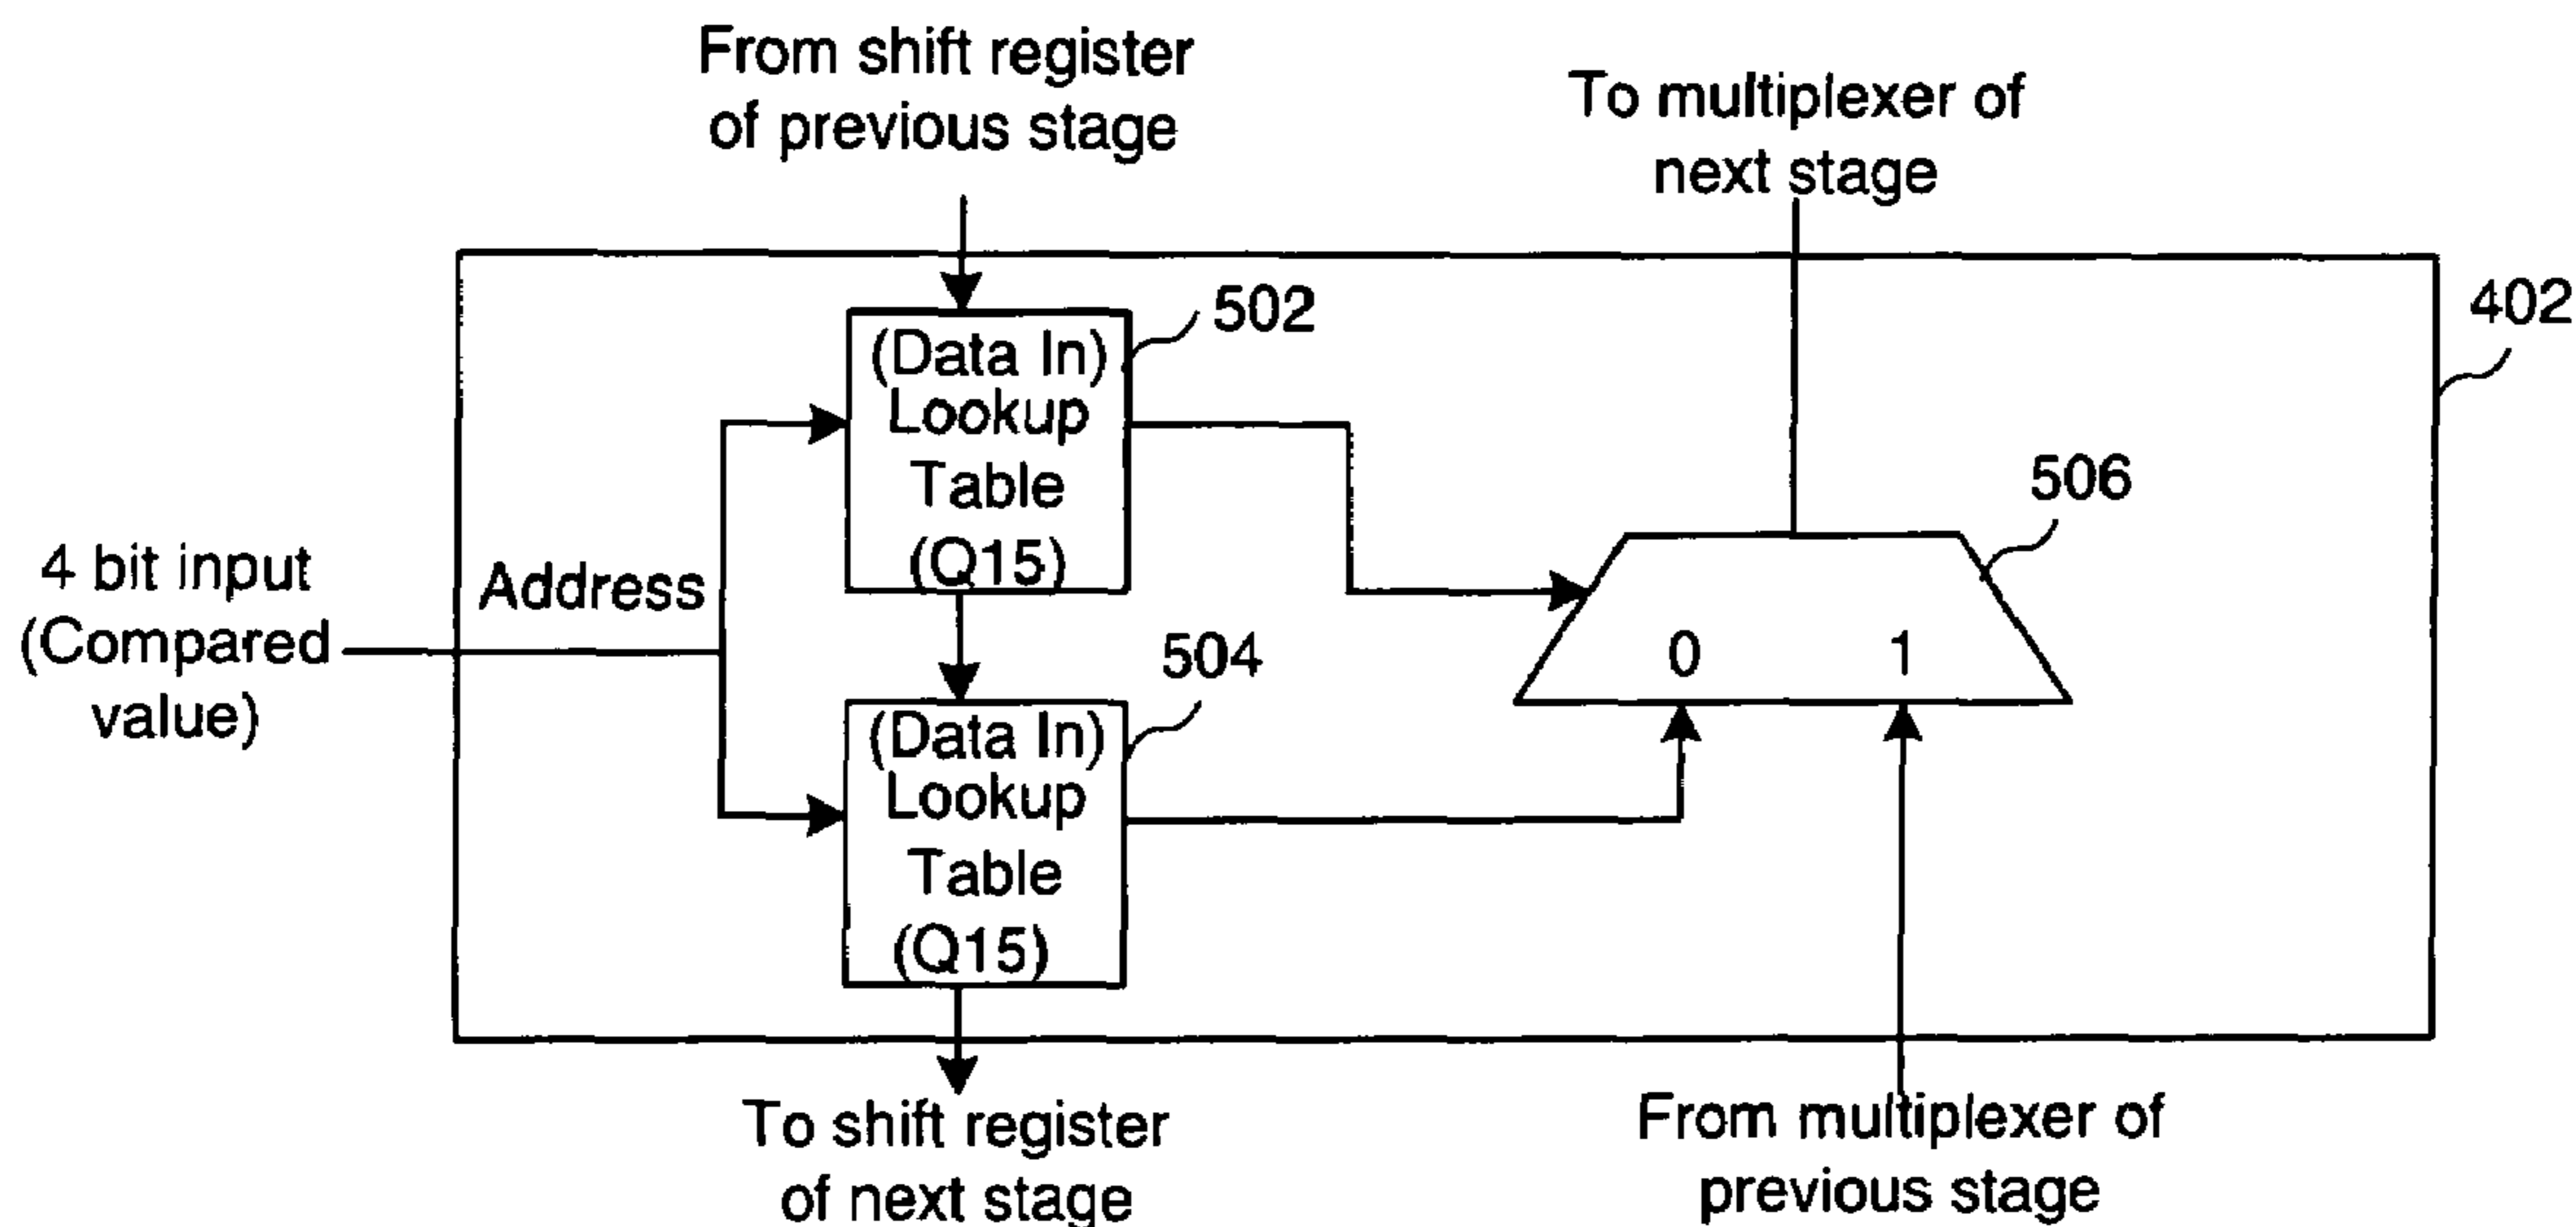 From shift register
of previous stage
To multiplexer of
next stage
402
502
(Data In)
Lookup
Table
(Q15)
506
4 bit input
(Compared
value)
Address
0 1
504
(Data In)
Lookup
Table
(Q15)
To shift register
of next stage
From multiplexer of
previous stage